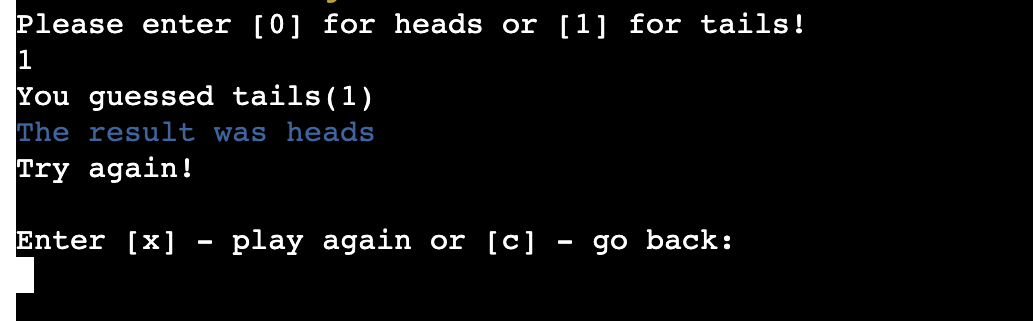 Please enter [0] for heads or [1] for tails!
1
You guessed tails(1)
The result was heads
Try again!
Enter [x] - play again or [c] - go back: